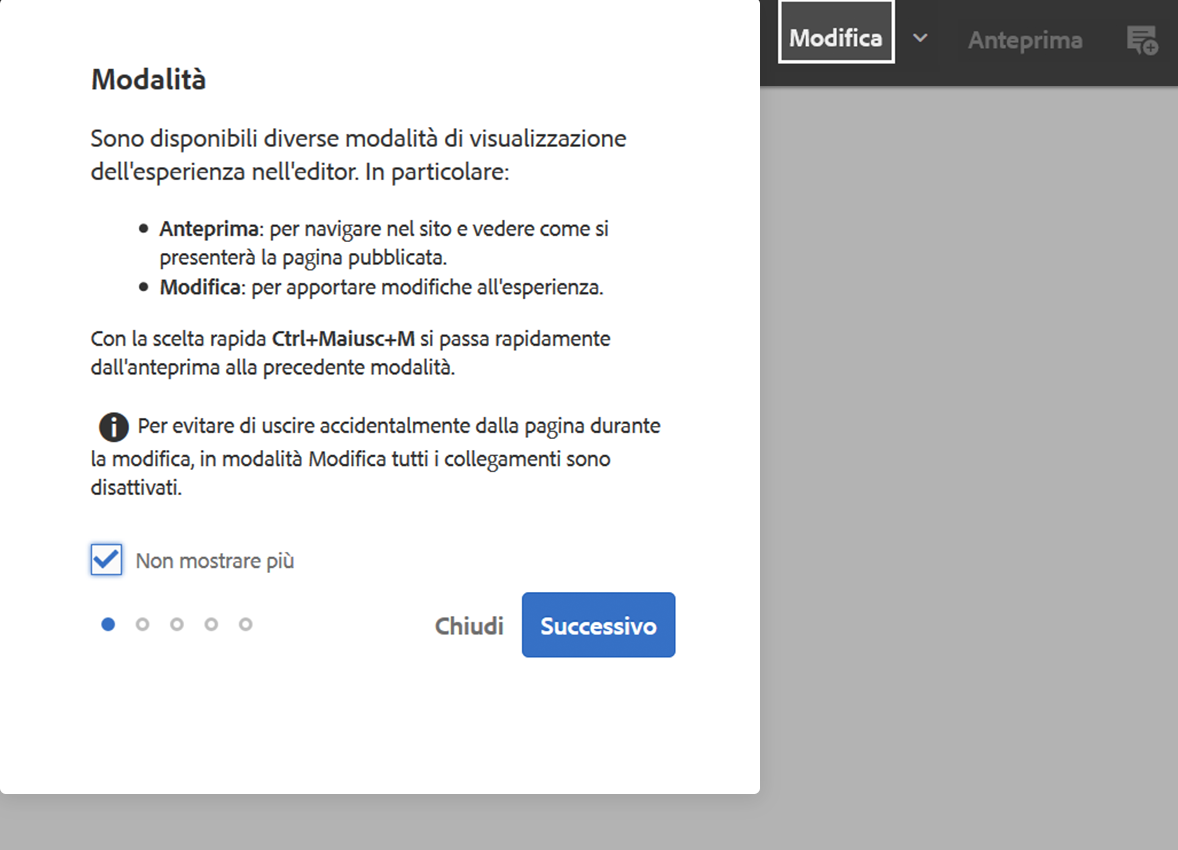 Modifica
Anteprima
Modalità
Sono disponibili diverse modalità di visualizzazione
dell'esperienza nell'editor. In particolare:
Anteprima: per navigare nel sito e vedere come si
presenterà la pagina pubblicata.
Modifica: per apportare modifiche all'esperienza.
Con la scelta rapida Ctrl+Maiusc+M si passa rapidamente
dall'anteprima alla precedente modalità.
Per evitare di uscire accidentalmente dalla pagina durante
la modifica, in modalità Modifica tutti i collegamenti sono
disattivati.
Non mostrare più
Chiudi
Successivo